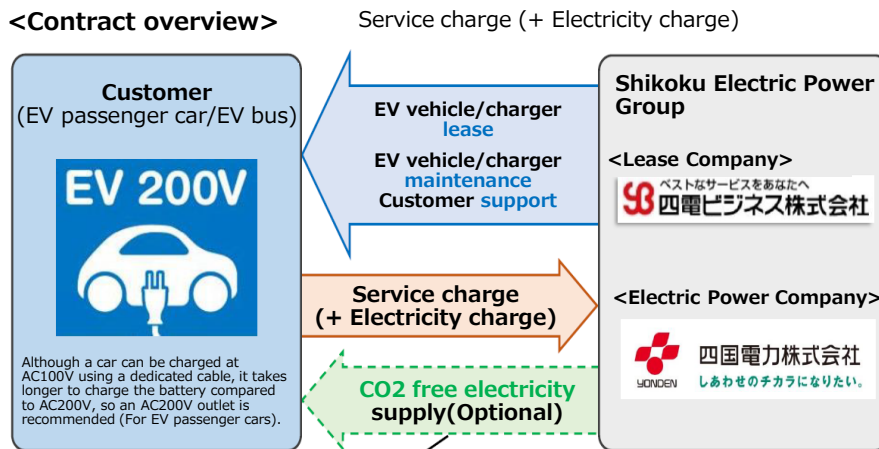 <Contract overview>
Service charge (+ Electricity charge)
Customer
(EV passenger car/EV bus)
EV 200V
Although a car can be charged at
AC100V using a dedicated cable, it takes
longer to charge the battery compared
to AC200V, so an AC200V outlet is
recommended (For EV passenger cars).
EV vehicle/charger
lease
EV vehicle/charger
maintenance
Customer support
Service charge
(+ Electricity charge)
CO2 free electricity
supply(Optional)
Shikoku Electric Power
Group
<Lease Company>
ベストなサービスをあなたへ
四電ビジネス株式会社
<Electric Power Company>
YONDEN
四国電力株式会社
しあわせのチカラになりたい。